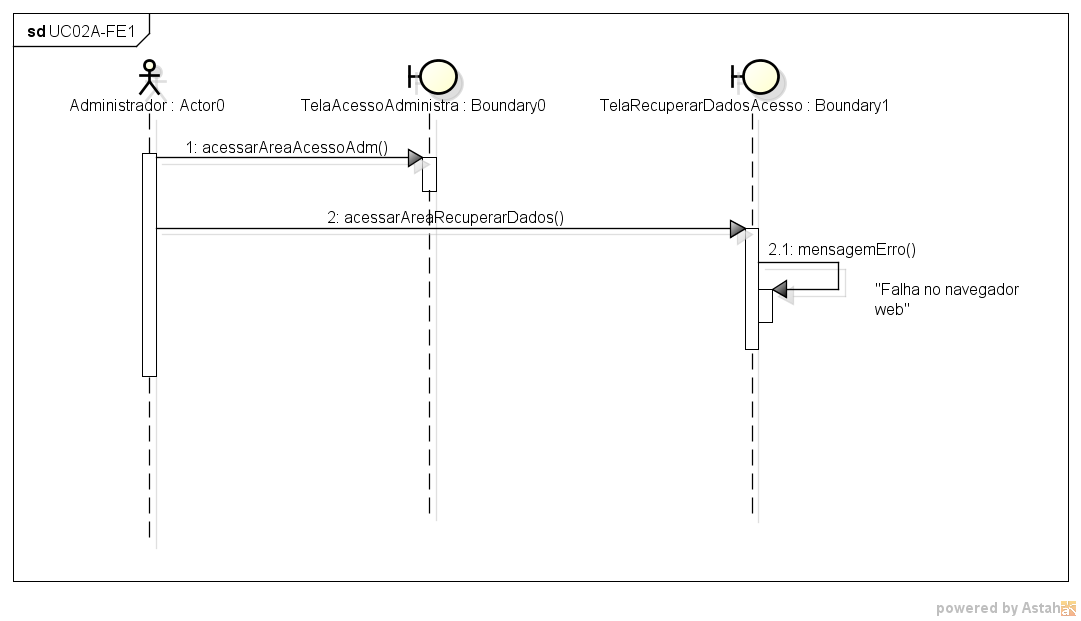 sd UC02A-FE1
Administrador : Actor0
TelaAcessoAdministra : Boundary0
TelaRecuperarDadosAcesso : Boundary1
1: acessarAreaAcessoAdm()
2: acessarAreaRecuperarDados()
2.1: mensagemErro()
"Falha no navegador
web"
powered by Astah